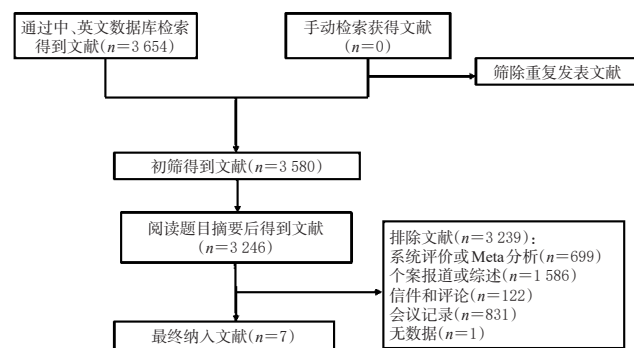 通过中、英文数据库检索
得到文献(n=3 654)
手动检索获得文献
(n=0)
筛除重复发表文献
初筛得到文献(n=3 580)
阅读题目摘要后得到文献
(n=3 246)
排除文献(n=3 239):
系统评价或Meta分析(n=699)
个案报道或综述(n=1 586)
信件和评论(n=122)
会议记录(n=831)
无数据(n=1)
最终纳入文献(n=7)